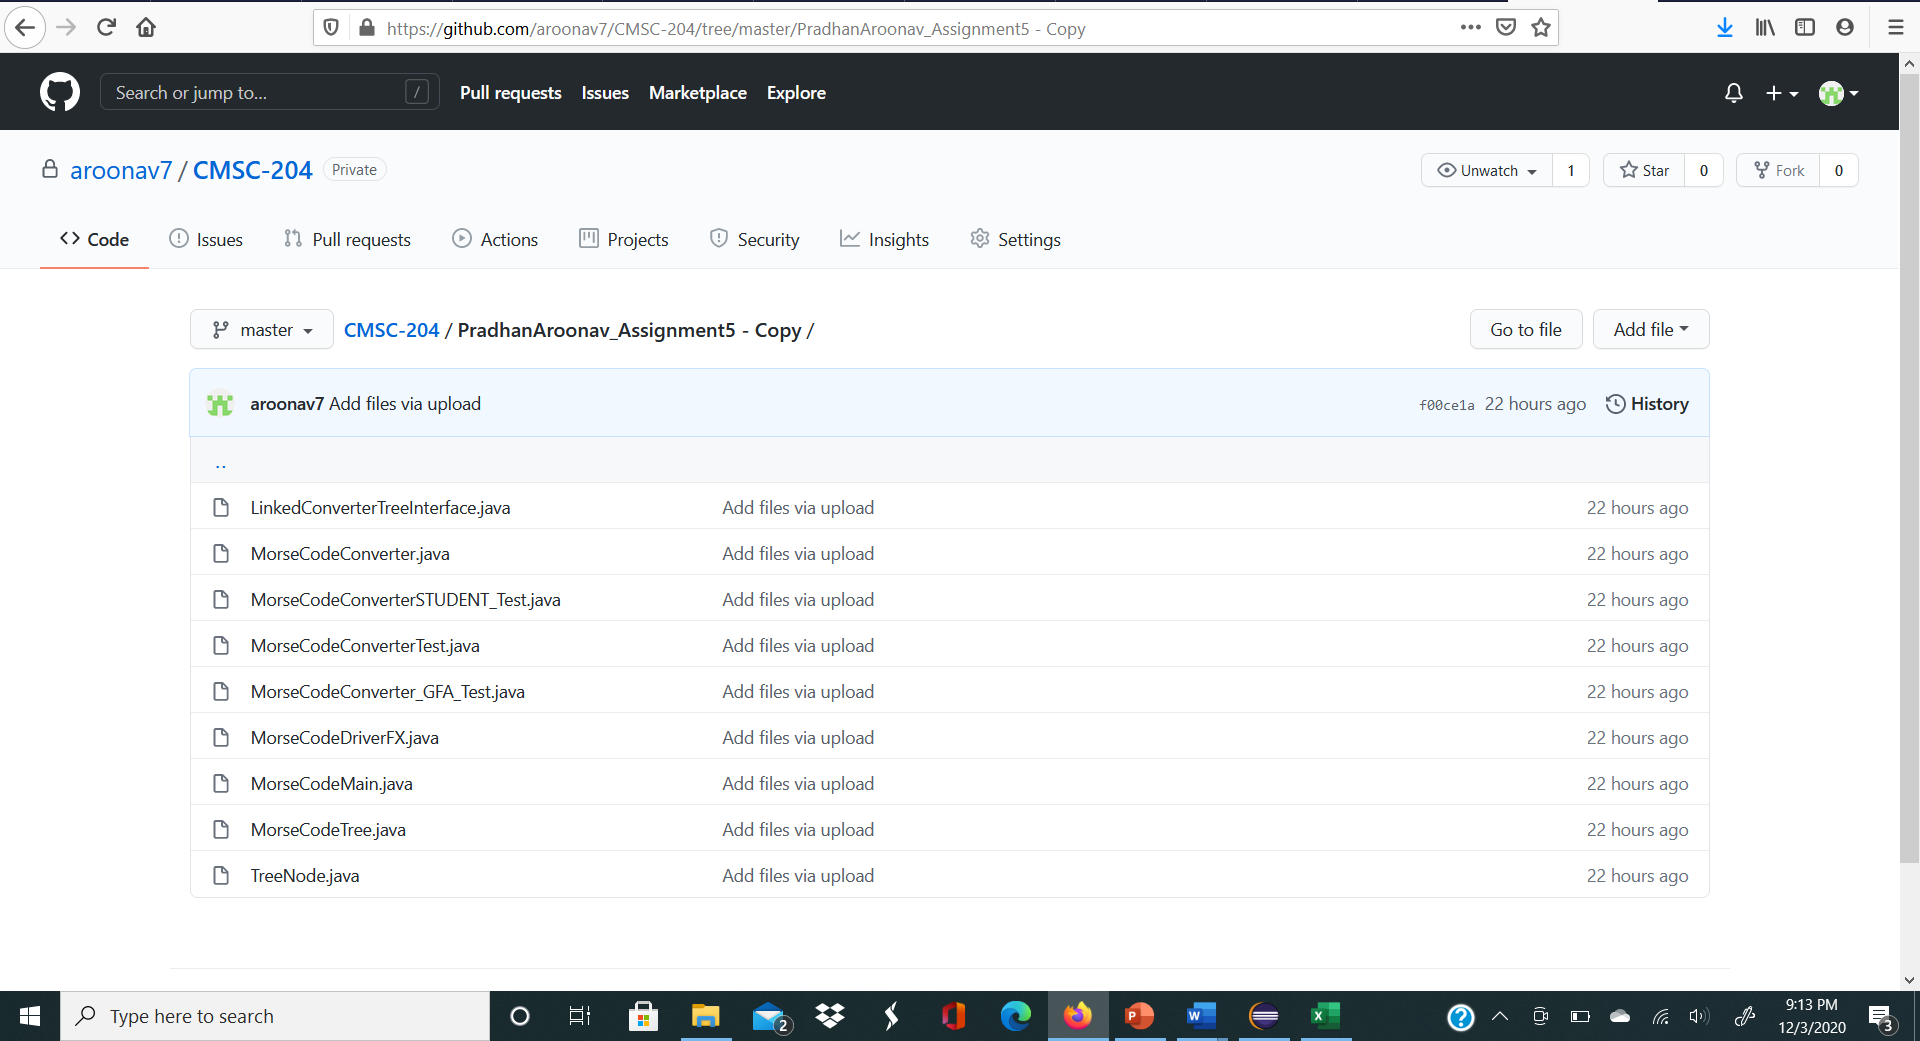 https://github.com/aroonav7/CMSC-204/tree/master/PradhanAroonav_Assignment5 - Copy
Search or jump to... /
Pull requests Issues Marketplace Explore
aroonav7 / CMSC-204 Private
Unwatch 1 Star 0 Fork 0
Code Issues Pull requests Actions Projects Security Insights Settings
master CMSC-204 / PradhanAroonav_Assignment5 - Copy / Go to file Add file
aroonav7 Add files via upload f00ce1a 22 hours ago History
..
LinkedConverterTreeInterface.java Add files via upload 22 hours ago
MorseCodeConverter.java Add files via upload 22 hours ago
MorseCodeConverterSTUDENT_Test.java Add files via upload 22 hours ago
MorseCodeConverterTest.java Add files via upload 22 hours ago
MorseCodeConverter_GFA_Test.java Add files via upload 22 hours ago
MorseCodeDriverFX.java Add files via upload 22 hours ago
MorseCodeMain.java Add files via upload 22 hours ago
MorseCodeTree.java Add files via upload 22 hours ago
TreeNode.java Add files via upload 22 hours ago
Type here to search 2 P W X ? 9:13 PM 3
12/3/2020